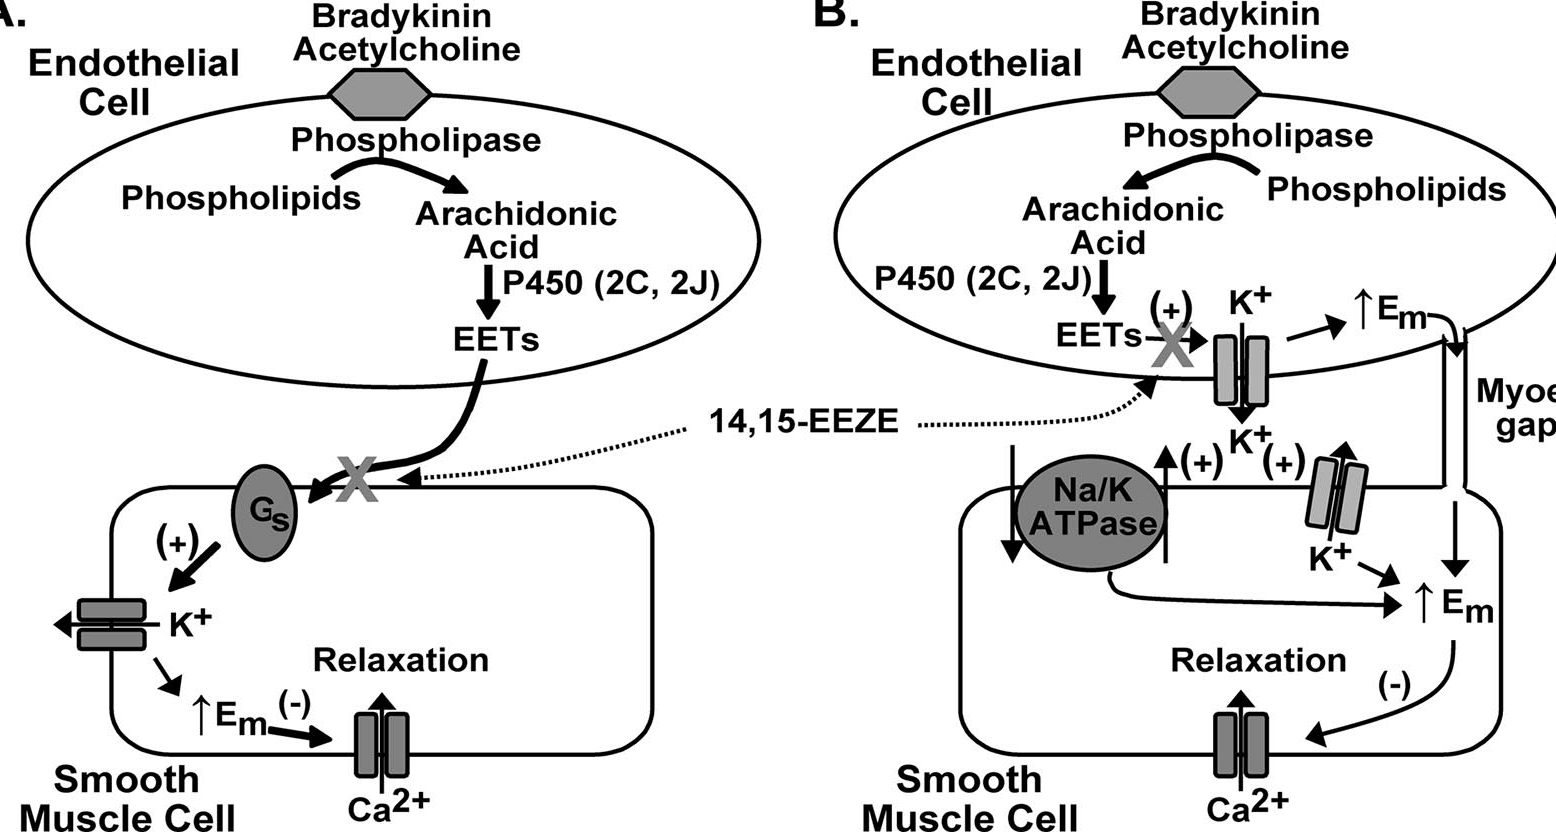 A.
Bradykinin
Acetylcholine
Endothelial
Cell
Phospholipase
Phospholipids
Arachidonic
Acid
P450 (2C, 2J)
EETs
X
Gs
(+)
K+
↑Em
(-)
Relaxation
Ca2+
Smooth
Muscle Cell
14,15-EEZE
B.
Bradykinin
Acetylcholine
Endothelial
Cell
Phospholipase
Phospholipids
Arachidonic
Acid
P450 (2C, 2J)
EETs
(+)
X
K+
↑Em
K+
gap
(+)
(+)
Na/K
ATPase
K+
↑Em
(-)
Relaxation
Ca2+
Smooth
Muscle Cell